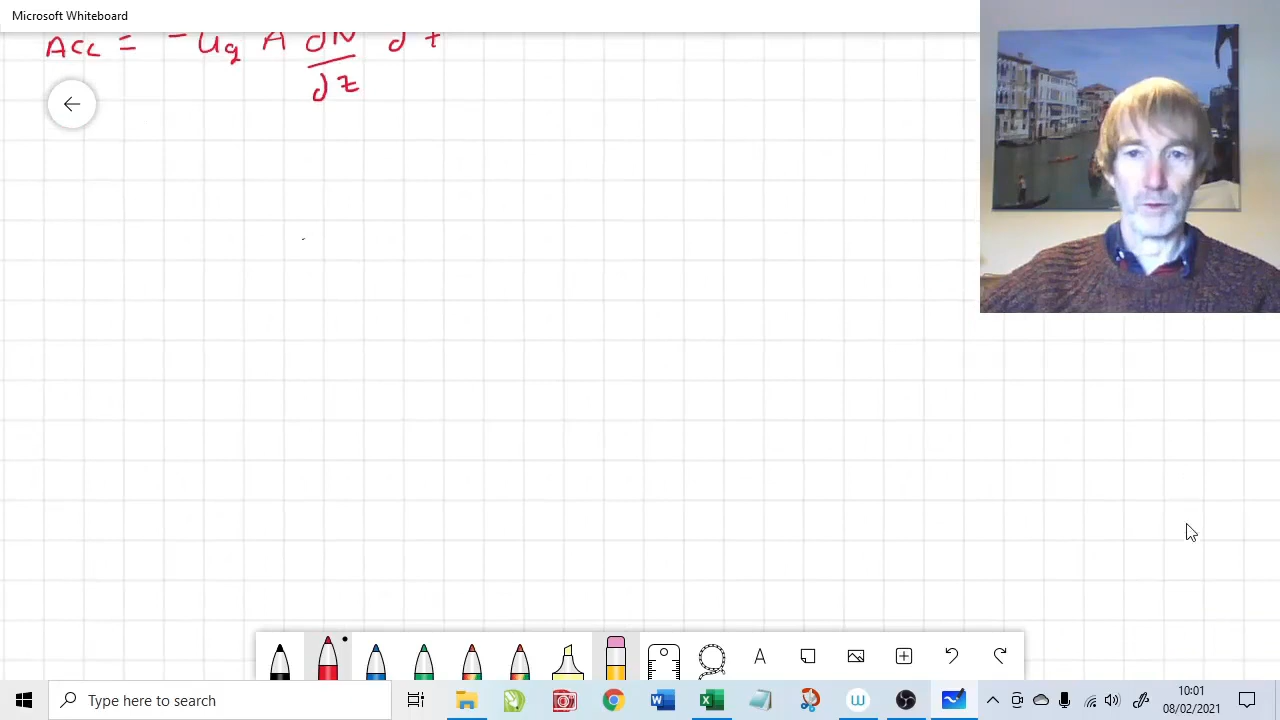 Microsoft Whiteboard
Acc = - Ug A dN dt
dz
A
Type here to search
10:01
08/02/2021